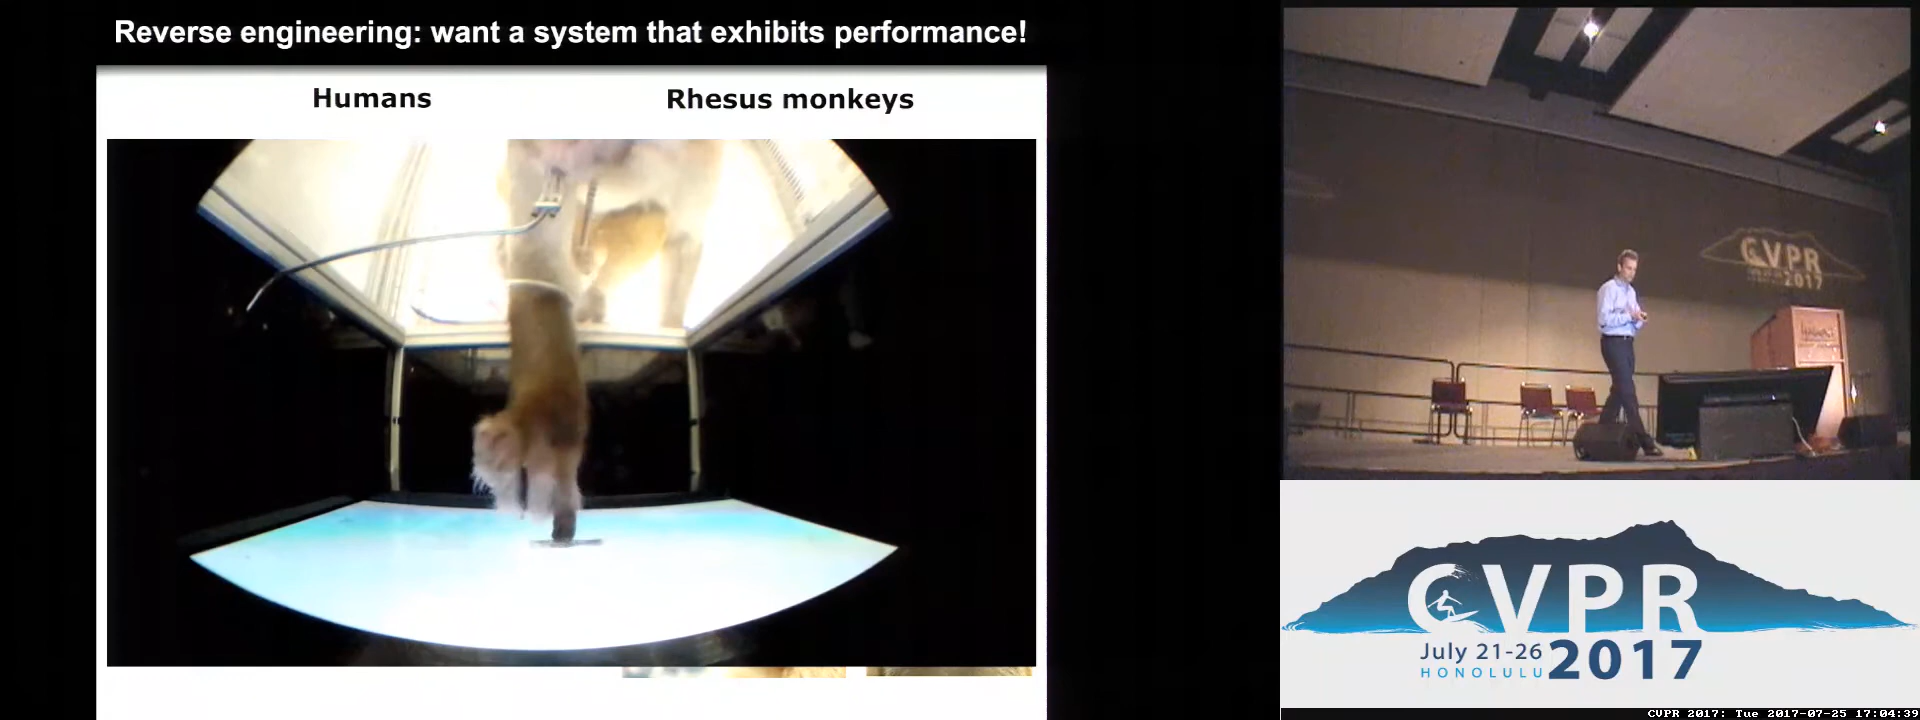 Reverse engineering: want a system that exhibits performance!
Humans
Rhesus monkeys
CVPR
2017
CVPR
July 21-26
HONOLULU
2017
CVPR 2017: Tue 2017-07-25 17:04:39